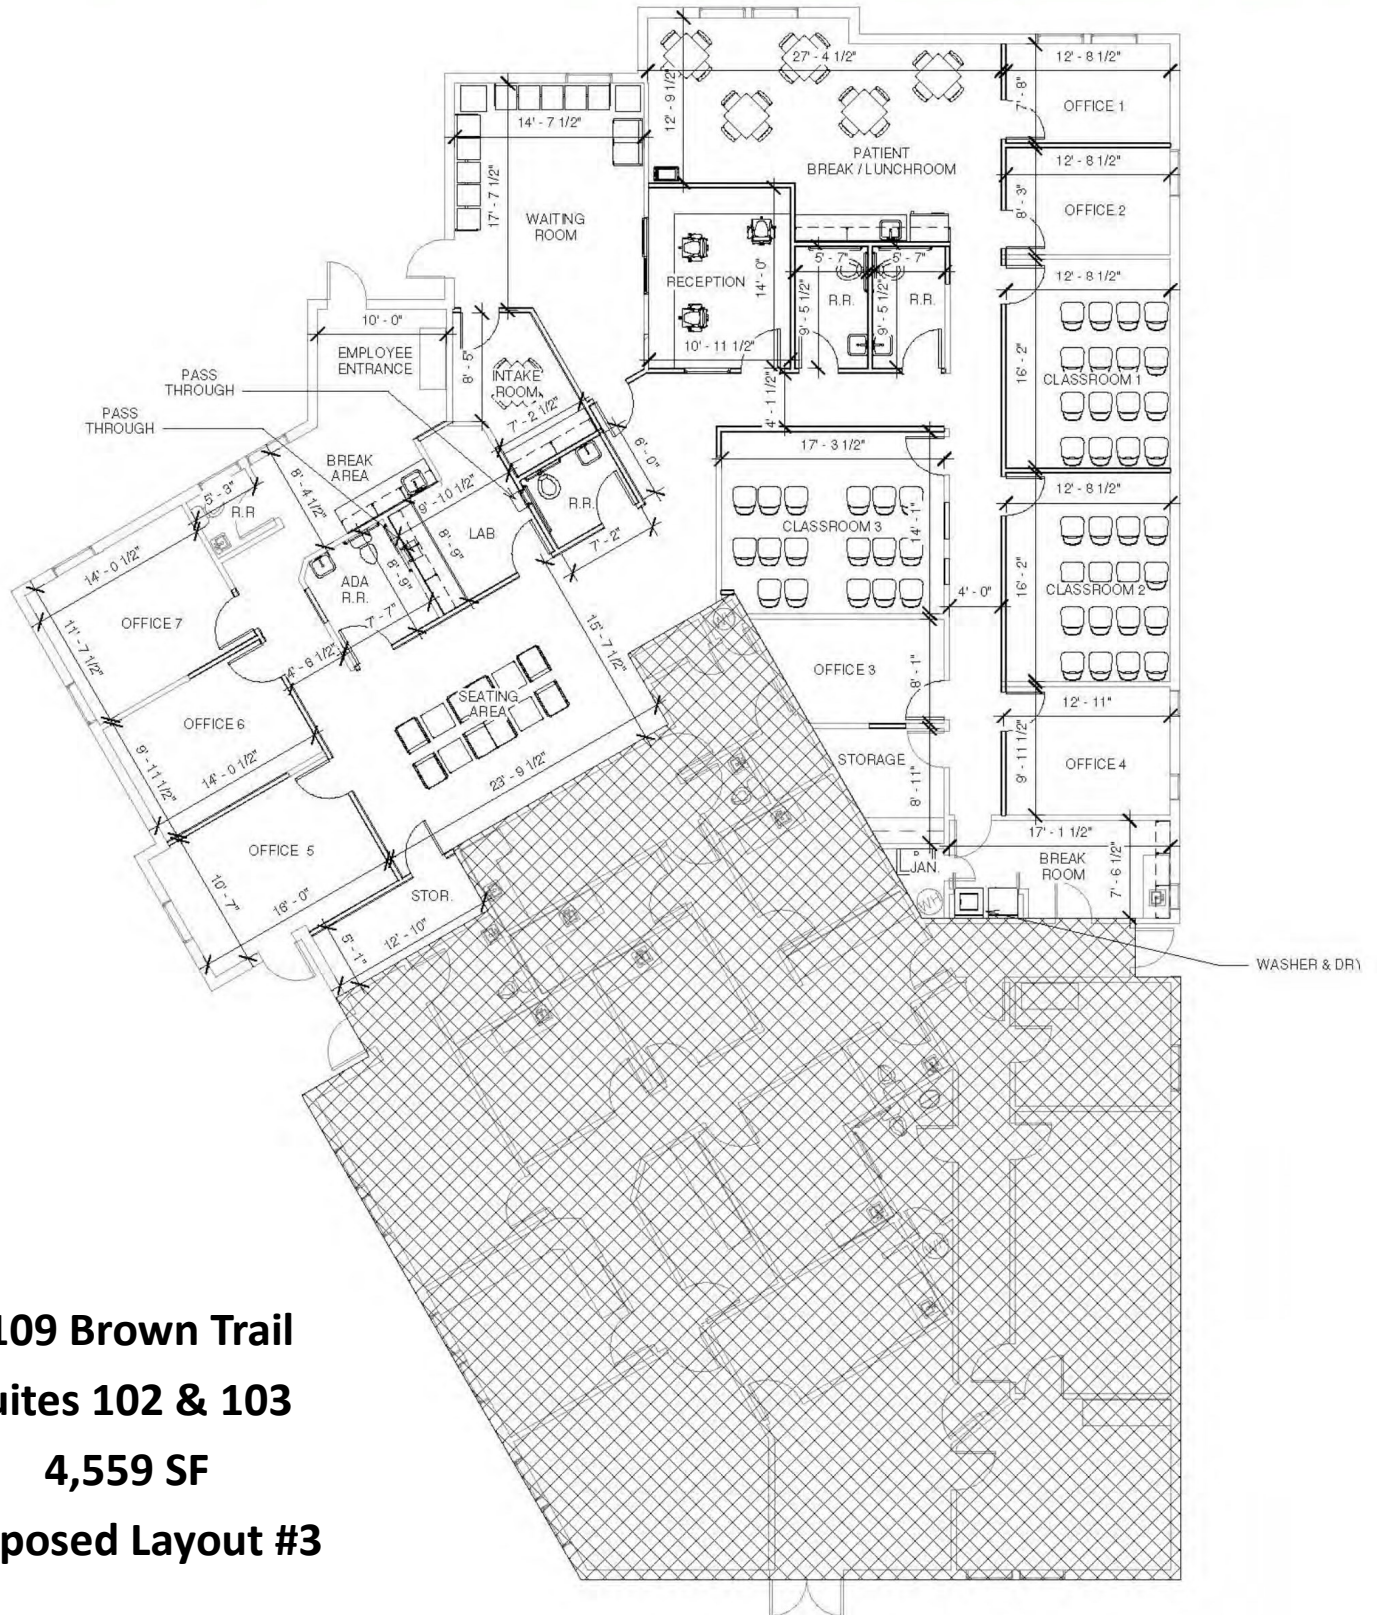 27' - 4 1/2"
12' - 8 1/2"
12' - 9 1/2"
7' - 8"
OFFICE 1
14' - 7 1/2"
PATIENT
BREAK / LUNCHROOM
12' - 8 1/2"
8' - 3"
OFFICE 2
17' - 7 1/2"
WAITING
ROOM
5' - 7"
5' - 7"
12' - 8 1/2"
RECEPTION
14' - 0"
R.R.
R.R.
9' - 5 1/2"
9' - 5 1/2"
10' - 0"
10' - 11 1/2"
EMPLOYEE
ENTRANCE
8' - 5"
PASS
THROUGH
INTAKE
ROOM
16' - 2"
CLASSROOM 1
PASS
THROUGH
7' - 2 1/2"
4' - 1 1/2"
17' - 3 1/2"
6' - 0"
BREAK
AREA
8' - 4 1/2"
5' - 3"
R.R
9' - 10 1/2"
R.R.
12' - 8 1/2"
CLASSROOM 3
14' - 1"
LAB
8' - 9"
7' - 2"
14' - 0 1/2"
ADA
R.R.
8' - 9"
16' - 2"
CLASSROOM 2
4' - 0"
7' - 7"
OFFICE 7
11' - 7 1/2"
15' - 7 1/2"
WH
4' - 8 1/2"
OFFICE 3
8' - 1"
SEATING
AREA
12' - 11"
OFFICE 6
14' - 0 1/2"
9' - 11 1/2"
23' - 9 1/2"
STORAGE
8' - 11"
9' - 11 1/2"
OFFICE 4
17' - 1 1/2"
OFFICE 5
10' - 7"
16' - 0"
JAN.
BREAK
ROOM
7' - 6 1/2"
STOR.
12' - 10"
5' - 1"
WH
WASHER & DRY
WH
109 Brown Trail
uites 102 & 103
4,559 SF
posed Layout #3